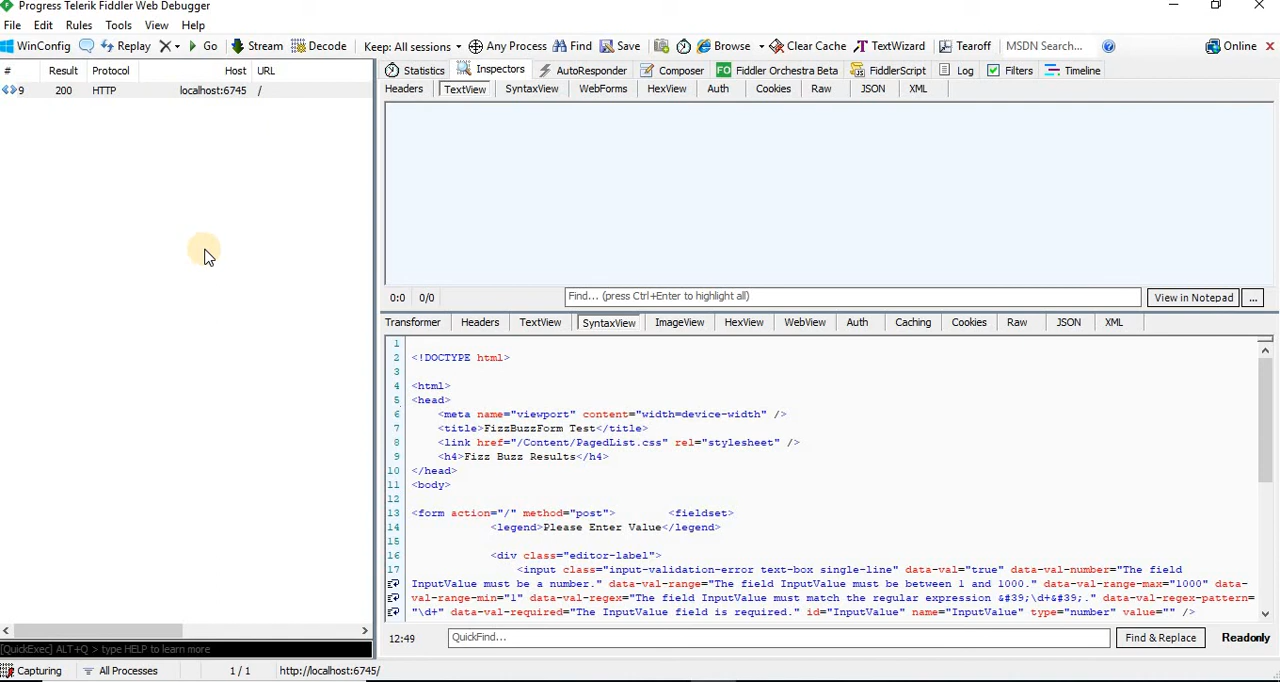 Progress Telerik Fiddler Web Debugger
File Edit Rules Tools View Help
WinConfig Replay Go Stream Decode Keep: All sessions Any Process Find Save Browse Clear Cache TextWizard Tearoff MSDN Search... Online
# Result Protocol Host URL
9 200 HTTP localhost:6745 /
Statistics Inspectors AutoResponder Composer FO Fiddler Orchestra Beta FiddlerScript Log Filters Timeline
Headers TextView SyntaxView WebForms HexView Auth Cookies Raw JSON XML
0:0 0/0 Find... (press Ctrl+Enter to highlight all) View in Notepad ...
Transformer Headers TextView SyntaxView ImageView HexView WebView Auth Caching Cookies Raw JSON XML
1
2 <!DOCTYPE html>
3
4 <html>
5 <head>
6 <meta name="viewport" content="width=device-width" />
7 <title>FizzBuzzForm Test</title>
8 <link href="/Content/PagedList.css" rel="stylesheet" />
9 <h4>Fizz Buzz Results</h4>
10 </head>
11 <body>
12
13 <form action="/" method="post"> <fieldset>
14 <legend>Please Enter Value</legend>
15
16 <div class="editor-label">
17 <input class="input-validation-error text-box single-line" data-val="true" data-val-number="The field
InputValue must be a number." data-val-range="The field InputValue must be between 1 and 1000." data-val-range-max="1000" data-
val-range-min="1" data-val-regex="The field InputValue must match the regular expression &#39;\d+&#39;." data-val-regex-pattern=
"\d+" data-val-required="The InputValue field is required." id="InputValue" name="InputValue" type="number" value="" />
12:49 QuickFind... Find & Replace Readonly
[QuickExec] ALT+Q > type HELP to learn more
Capturing All Processes 1 / 1 http://localhost:6745/